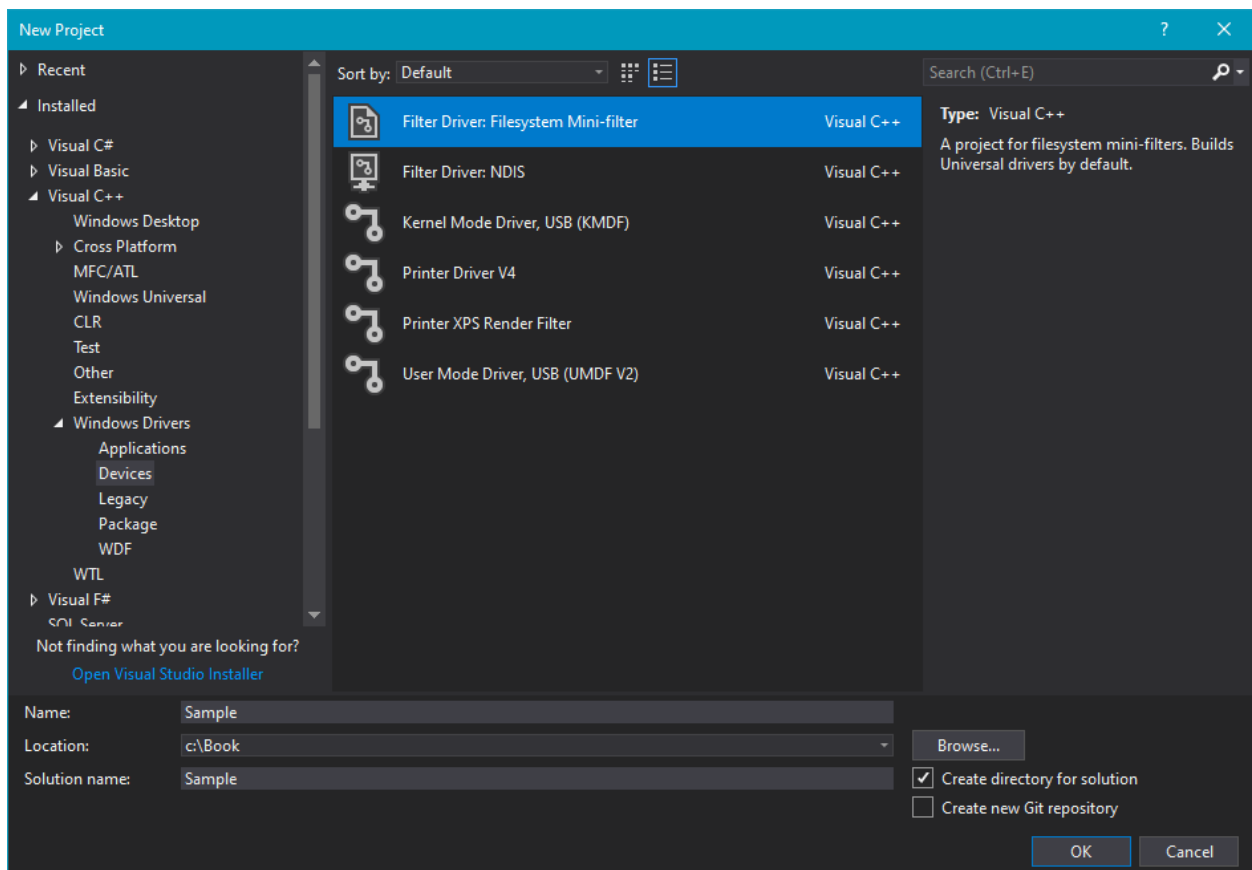 New Project
?
Recent
Installed
Visual C#
Visual Basic
Visual C++
Windows Desktop
Cross Platform
MFC/ATL
Windows Universal
CLR
Test
Other
Extensibility
Windows Drivers
Applications
Devices
Legacy
Package
WDF
WTL
Visual F#
SQL Server
Not finding what you are looking for?
Open Visual Studio Installer
Sort by: Default
Filter Driver: Filesystem Mini-filter Visual C++
Filter Driver: NDIS Visual C++
Kernel Mode Driver, USB (KMDF) Visual C++
Printer Driver V4 Visual C++
Printer XPS Render Filter Visual C++
User Mode Driver, USB (UMDF V2) Visual C++
Search (Ctrl+E)
Type: Visual C++
A project for filesystem mini-filters. Builds
Universal drivers by default.
Name: Sample
Location: c:\Book
Browse...
Solution name: Sample
Create directory for solution
Create new Git repository
OK
Cancel